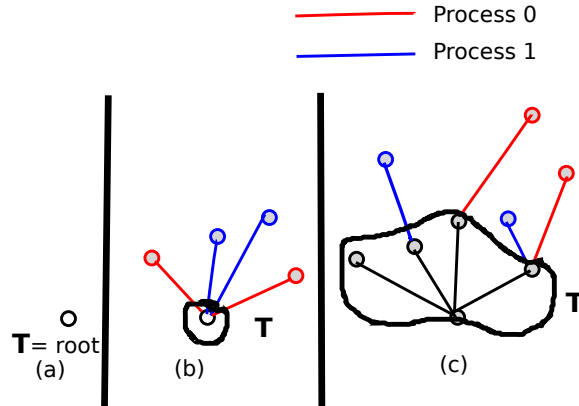 Process 0
Process 1
T
T
T = root
(a)
(b)
(c)